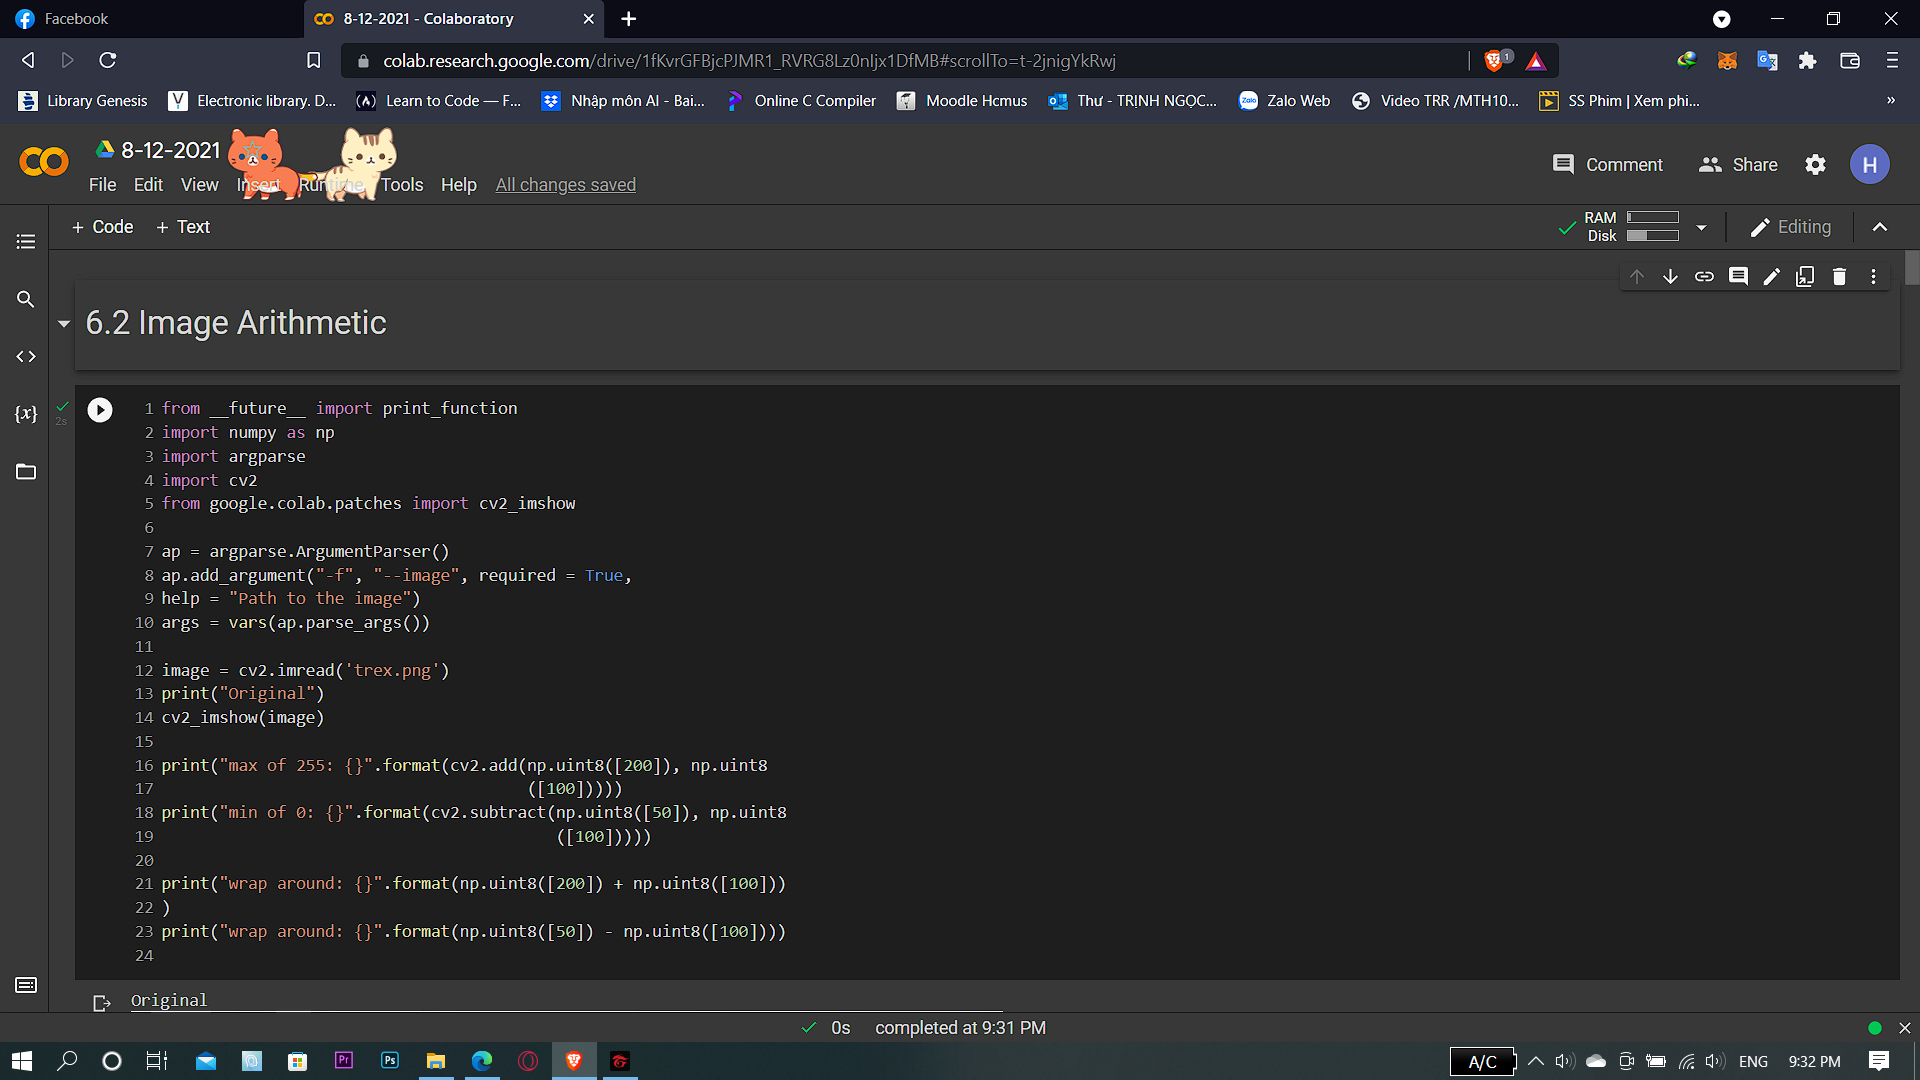 Facebook
8-12-2021 - Colaboratory
colab.research.google.com/drive/1fKvrGFBjcPJMR1_RVRG8Lz0nIjx1DfMB#scrollTo=t-2jnigYkRwj
1
Library Genesis
Electronic library. D...
Learn to Code — F...
Nhập môn AI - Bai...
Online C Compiler
Moodle Hcmus
Thư - TRỊNH NGỌC...
Zalo Web
Video TRR /MTH10...
SS Phim | Xem phi...
8-12-2021
File Edit View Insert Runtime Tools Help All changes saved
Comment Share H
+ Code + Text
RAM
Disk
Editing
6.2 Image Arithmetic
2s
1 from __future__ import print_function
2 import numpy as np
3 import argparse
4 import cv2
5 from google.colab.patches import cv2_imshow
6
7 ap = argparse.ArgumentParser()
8 ap.add_argument("-f", "--image", required = True,
9 help = "Path to the image")
10 args = vars(ap.parse_args())
11
12 image = cv2.imread('trex.png')
13 print("Original")
14 cv2_imshow(image)
15
16 print("max of 255: {}".format(cv2.add(np.uint8([200]), np.uint8
17 ([100]))))
18 print("min of 0: {}".format(cv2.subtract(np.uint8([50]), np.uint8
19 ([100]))))
20
21 print("wrap around: {}".format(np.uint8([200]) + np.uint8([100]))
22 )
23 print("wrap around: {}".format(np.uint8([50]) - np.uint8([100])))
24
Original
0s completed at 9:31 PM
A/C
ENG
9:32 PM